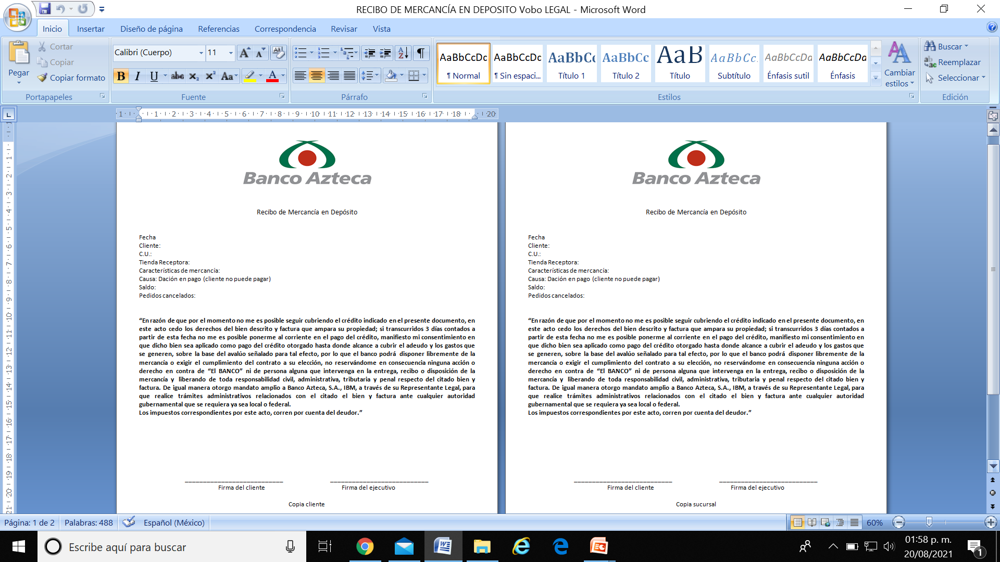 RECIBO DE MERCANCÍA EN DEPOSITO Vobo LEGAL - Microsoft Word
Inicio Insertar Diseño de página Referencias Correspondencia Revisar Vista
Pegar
Cortar
Copiar
Copiar formato
Portapapeles
Calibri (Cuerpo) 11
Fuente
Párrafo
AaBbCcDc AaBbCcDc AaBbCc AaBbCc AaB AaBbCc. AaBbCcDa AaBbCcDa
¶ Normal ¶ Sin espaci... Título 1 Título 2 Título Subtítulo Énfasis sutil Énfasis
Estilos
Cambiar
estilos
Buscar
Reemplazar
Seleccionar
Edición
1 1 2 3 4 5 6 7 8 9 10 11 12 13 14 15 16 17 18 20
Banco Azteca
Recibo de Mercancía en Depósito
Fecha
Cliente:
C.U.:
Tienda Receptora:
Características de mercancía:
Causa: Dación en pago (cliente no puede pagar)
Saldo:
Pedidos cancelados:
“En razón de que por el momento no me es posible seguir cubriendo el crédito indicado en el presente documento, en
este acto cedo los derechos del bien descrito y factura que ampara su propiedad; si transcurridos 3 días contados a
partir de esta fecha no me es posible ponerme al corriente en el pago del crédito, manifiesto mi consentimiento en
que dicho bien sea aplicado como pago del crédito otorgado hasta donde alcance a cubrir el adeudo y los gastos que
se generen, sobre la base del avalúo señalado para tal efecto, por lo que el banco podrá disponer libremente de la
mercancía o exigir el cumplimiento del contrato a su elección, no reservándome en consecuencia ninguna acción o
derecho en contra de “El BANCO” ni de persona alguna que intervenga en la entrega, recibo o disposición de la
mercancía y liberando de toda responsabilidad civil, administrativa, tributaria y penal respecto del citado bien y
factura. De igual manera otorgo mandato amplio a Banco Azteca, S.A., IBM, a través de su Representante Legal, para
que realice trámites administrativos relacionados con el citado el bien y factura ante cualquier autoridad
gubernamental que se requiera ya sea local o federal.
Los impuestos correspondientes por este acto, corren por cuenta del deudor.”
Firma del cliente Firma del ejecutivo
Copia cliente
Banco Azteca
Recibo de Mercancía en Depósito
Fecha
Cliente:
C.U.:
Tienda Receptora:
Características de mercancía:
Causa: Dación en pago (cliente no puede pagar)
Saldo:
Pedidos cancelados:
“En razón de que por el momento no me es posible seguir cubriendo el crédito indicado en el presente documento, en
este acto cedo los derechos del bien descrito y factura que ampara su propiedad; si transcurridos 3 días contados a
partir de esta fecha no me es posible ponerme al corriente en el pago del crédito, manifiesto mi consentimiento en
que dicho bien sea aplicado como pago del crédito otorgado hasta donde alcance a cubrir el adeudo y los gastos que
se generen, sobre la base del avalúo señalado para tal efecto, por lo que el banco podrá disponer libremente de la
mercancía o exigir el cumplimiento del contrato a su elección, no reservándome en consecuencia ninguna acción o
derecho en contra de “El BANCO” ni de persona alguna que intervenga en la entrega, recibo o disposición de la
mercancía y liberando de toda responsabilidad civil, administrativa, tributaria y penal respecto del citado bien y
factura. De igual manera otorgo mandato amplio a Banco Azteca, S.A., IBM, a través de su Representante Legal, para
que realice trámites administrativos relacionados con el citado el bien y factura ante cualquier autoridad
gubernamental que se requiera ya sea local o federal.
Los impuestos correspondientes por este acto, corren por cuenta del deudor.”
Firma del cliente Firma del ejecutivo
Copia sucursal
Página: 1 de 2 Palabras: 488 Español (México) 60%
Escribe aquí para buscar
01:58 p. m.
20/08/2021
1